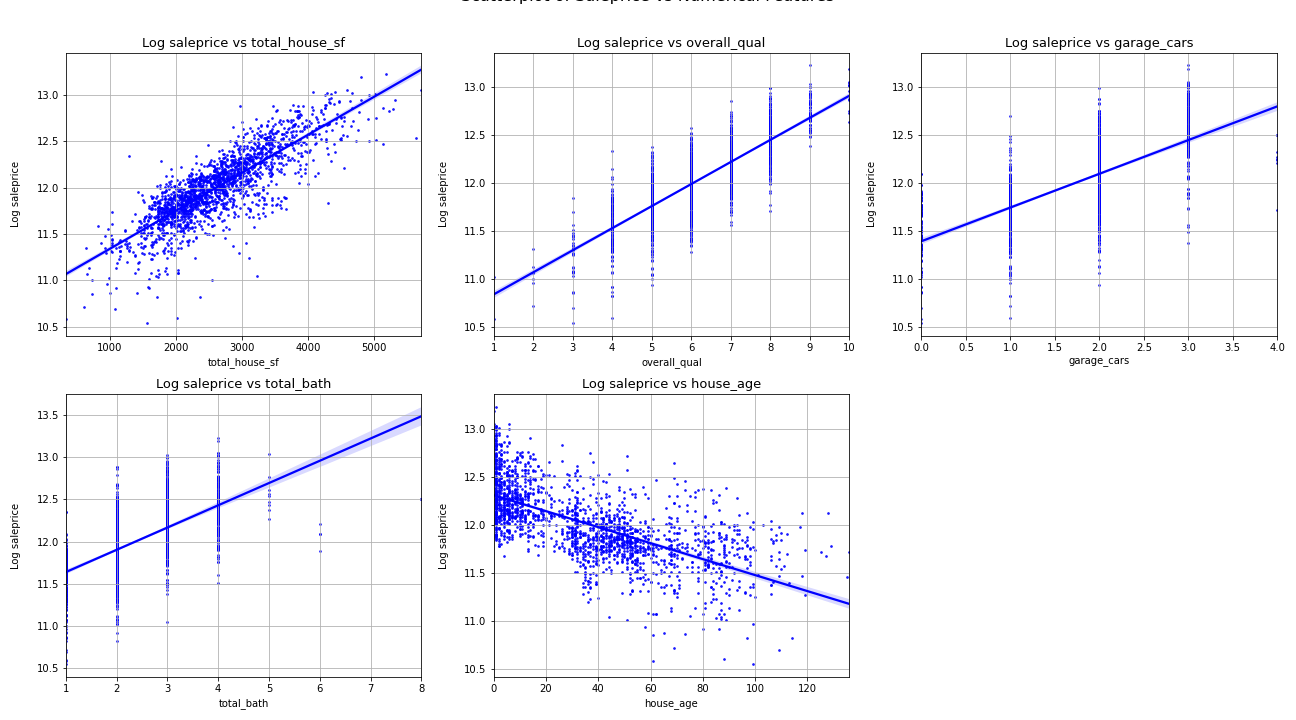 Scatterplot of Saleprice vs Numerical Features
Log saleprice vs total_house_sf
Log saleprice
13.0
12.5
12.0
11.5
11.0
10.5
1000 2000 3000 4000 5000
total_house_sf
Log saleprice vs overall_qual
Log saleprice
13.0
12.5
12.0
11.5
11.0
10.5
1 2 3 4 5 6 7 8 9 10
overall_qual
Log saleprice vs garage_cars
Log saleprice
13.0
12.5
12.0
11.5
11.0
10.5
0.0 0.5 1.0 1.5 2.0 2.5 3.0 3.5 4.0
garage_cars
Log saleprice vs total_bath
Log saleprice
13.5
13.0
12.5
12.0
11.5
11.0
10.5
1 2 3 4 5 6 7 8
total_bath
Log saleprice vs house_age
Log saleprice
13.0
12.5
12.0
11.5
11.0
10.5
0 20 40 60 80 100 120
house_age